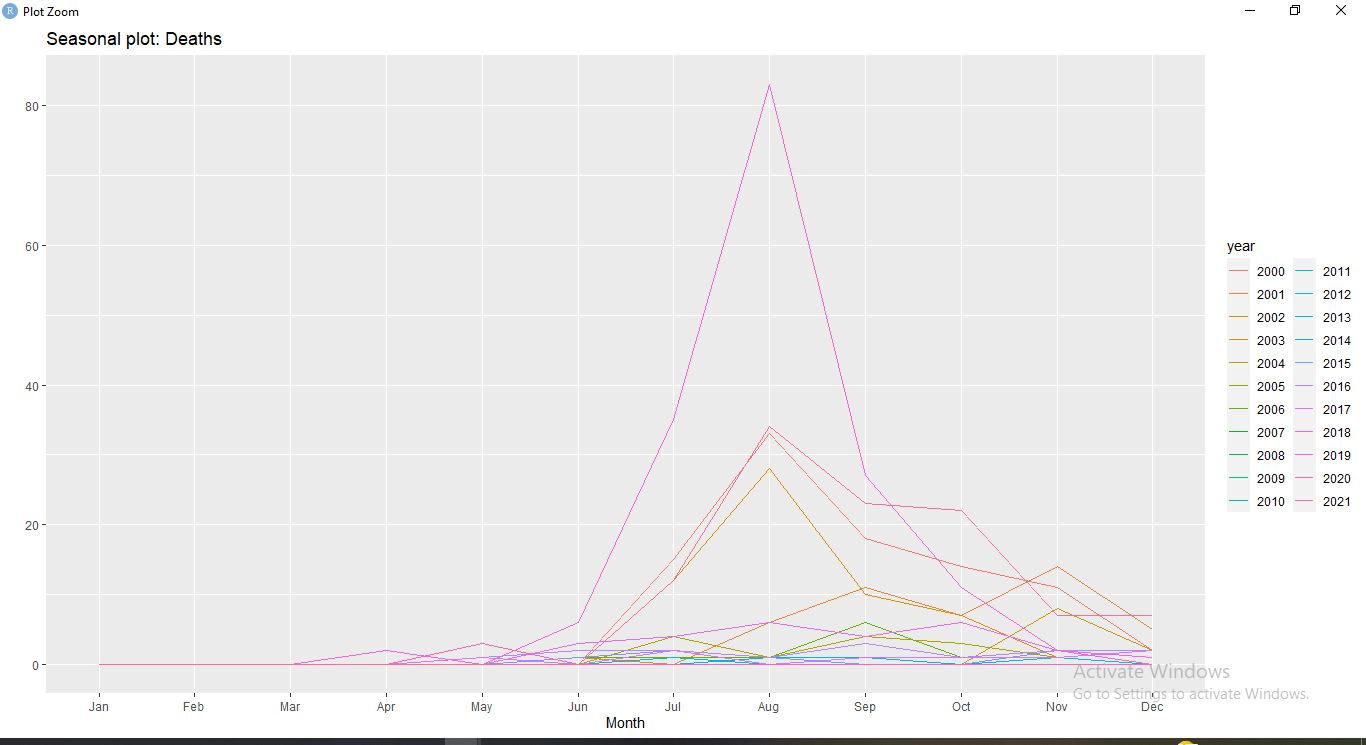 R Plot Zoom
Seasonal plot: Deaths
80
60
40
20
0
Jan Feb Mar Apr May Jun Jul Aug Sep Oct Nov Dec
Month
year
2000 2011
2001 2012
2002 2013
2003 2014
2004 2015
2005 2016
2006 2017
2007 2018
2008 2019
2009 2020
2010 2021
Activate Windows
Go to Settings to activate Windows.